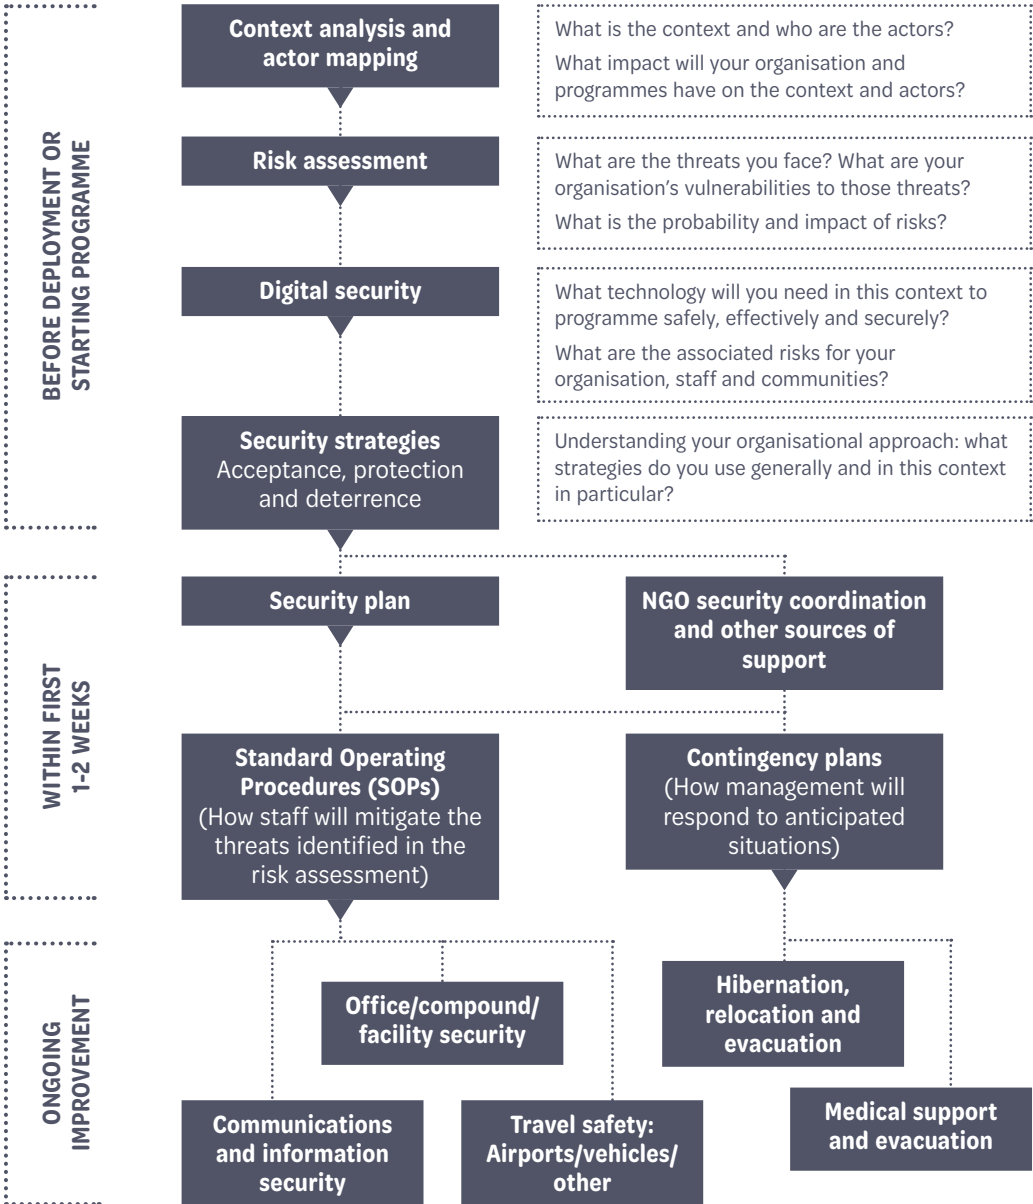 BEFORE DEPLOYMENT OR
STARTING PROGRAMME
Context analysis and
actor mapping
What is the context and who are the actors?
What impact will your organisation and
programmes have on the context and actors?
Risk assessment
What are the threats you face? What are your
organisation’s vulnerabilities to those threats?
What is the probability and impact of risks?
Digital security
What technology will you need in this context to
programme safely, effectively and securely?
What are the associated risks for your
organisation, staff and communities?
Security strategies
Acceptance, protection
and deterrence
Understanding your organisational approach: what
strategies do you use generally and in this context
in particular?
WITHIN FIRST
1-2 WEEKS
Security plan
NGO security coordination
and other sources of
support
Standard Operating
Procedures (SOPs)
(How staff will mitigate the
threats identified in the
risk assessment)
Contingency plans
(How management will
respond to anticipated
situations)
ONGOING
IMPROVEMENT
Office/compound/
facility security
Hibernation,
relocation and
evacuation
Communications
and information
security
Travel safety:
Airports/vehicles/
other
Medical support
and evacuation